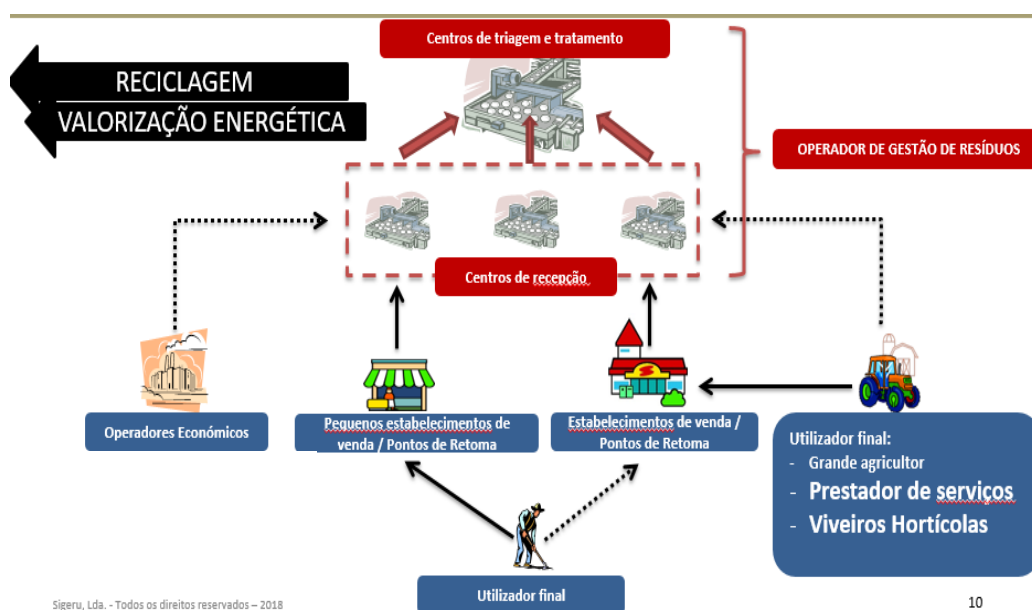 Centros de triagem e tratamento
RECICLAGEM
VALORIZAÇÃO ENERGÉTICA
OPERADOR DE GESTÃO DE RESÍDUOS
Centros de recepção
Operadores Económicos
Pequenos estabelecimentos de
venda / Pontos de Retoma
Estabelecimentos de venda /
Pontos de Retoma
Utilizador final:
- Grande agricultor
- Prestador de serviços
- Viveiros Hortícolas
Utilizador final
Sigeru, Lda. - Todos os direitos reservados – 2018
10